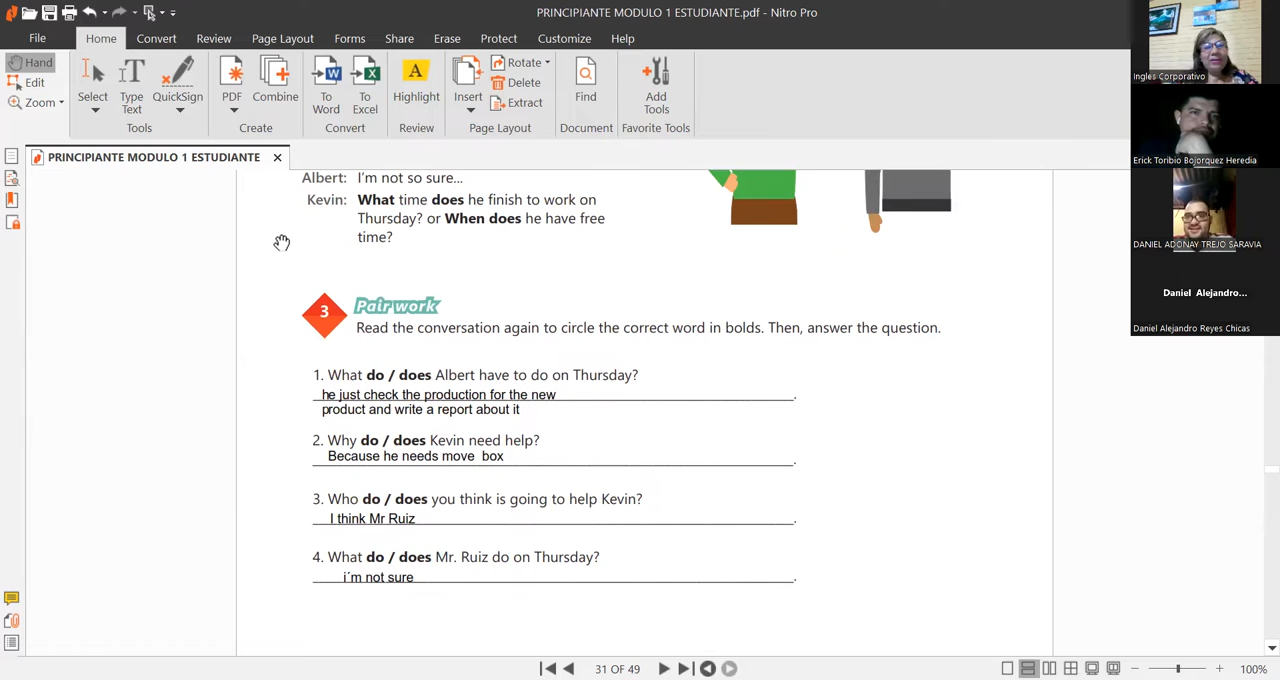 PRINCIPIANTE MODULO 1 ESTUDIANTE.pdf - Nitro Pro
File Home Convert Review Page Layout Forms Share Erase Protect Customize Help
Hand
Edit
Zoom
Select
Type Text
QuickSign
Tools
PDF
Combine
Create
To Word
To Excel
Convert
Highlight
Review
Insert
Rotate
Delete
Extract
Page Layout
Find
Document
Add Tools
Favorite Tools
PRINCIPIANTE MODULO 1 ESTUDIANTE
Albert: I'm not so sure...
Kevin: What time does he finish to work on
Thursday? or When does he have free
time?
3 Pair work
Read the conversation again to circle the correct word in bolds. Then, answer the question.
1. What do / does Albert have to do on Thursday?
he just check the production for the new
product and write a report about it
2. Why do / does Kevin need help?
Because he needs move box
3. Who do / does you think is going to help Kevin?
I think Mr Ruiz
4. What do / does Mr. Ruiz do on Thursday?
i´m not sure
31 OF 49
100%
Ingles Corporativo
Erick Toribio Bojorquez Heredia
DANIEL ADONAY TREJO SARAVIA
Daniel Alejandro...
Daniel Alejandro Reyes Chicas